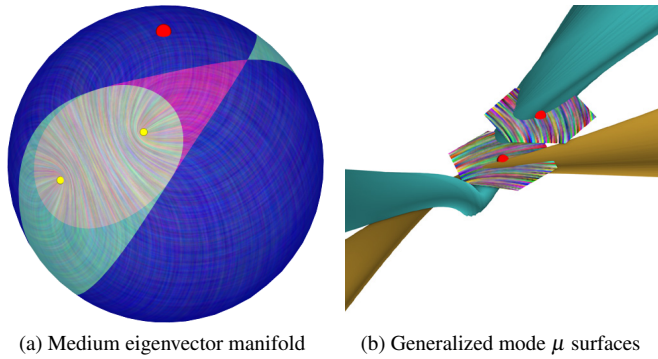 (a) Medium eigenvector manifold
(b) Generalized mode μ surfaces